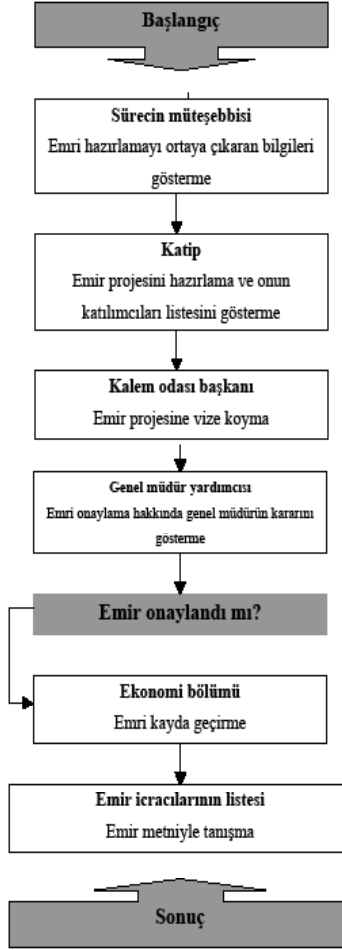 Başlangıç
Sürecin müteşebbisi
Emri hazırlamayı ortaya çıkaran bilgileri
gösterme
Katip
Emir projesini hazırlama ve onun
katılımcıları listesini gösterme
Kalem odası başkanı
Emir projesine vize koyma
Genel müdür yardımcısı
Emri onaylama hakkında genel müdürün kararını
gösterme
Emir onaylandı mı?
Ekonomi bölümü
Emri kayda geçirme
Emir icracılarının listesi
Emir metniyle tanışma
Sonuç